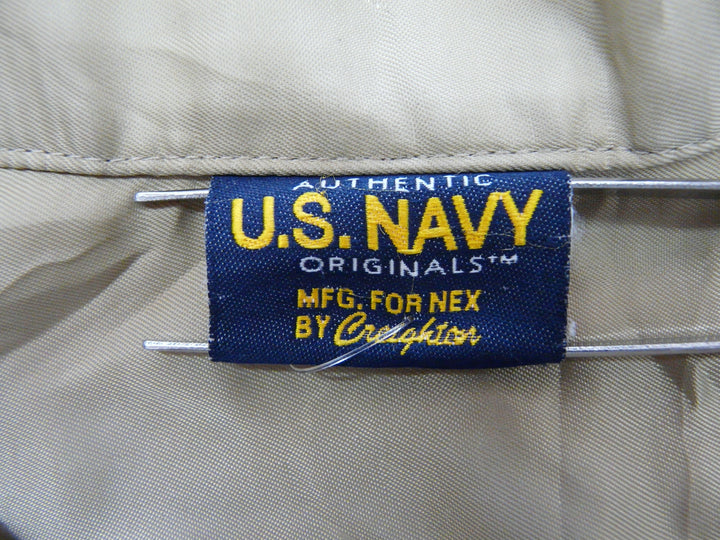 AUTHENTIC
U.S. NAVY
ORIGINALS™
MFG. FOR NEX
BY Creighton